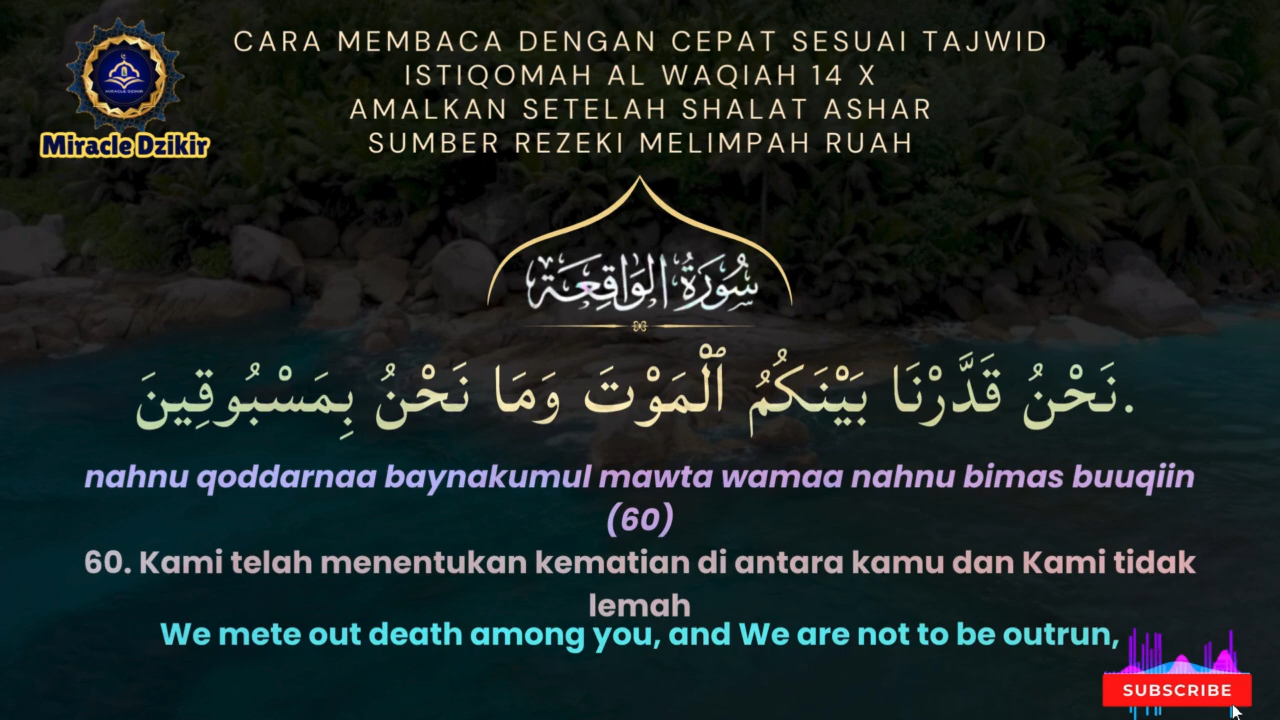 CARA MEMBACA DENGAN CEPAT SESUAI TAJWID
ISTIQOMAH AL WAQIAH 14 X
AMALKAN SETELAH SHALAT ASHAR
SUMBER REZEKI MELIMPAH RUAH
MIRACLE DZIKIR
Miracle Dzikir
سُورَةُ الوَاقِعَة
نَحْنُ قَدَّرْنَا بَيْنَكُمُ ٱلْمَوْتَ وَمَا نَحْنُ بِمَسْبُوقِينَ.
nahnu qoddarnaa baynakumul mawta wamaa nahnu bimas buuqiin
(60)
60. Kami telah menentukan kematian di antara kamu dan Kami tidak
lemah
We mete out death among you, and We are not to be outrun,
SUBSCRIBE